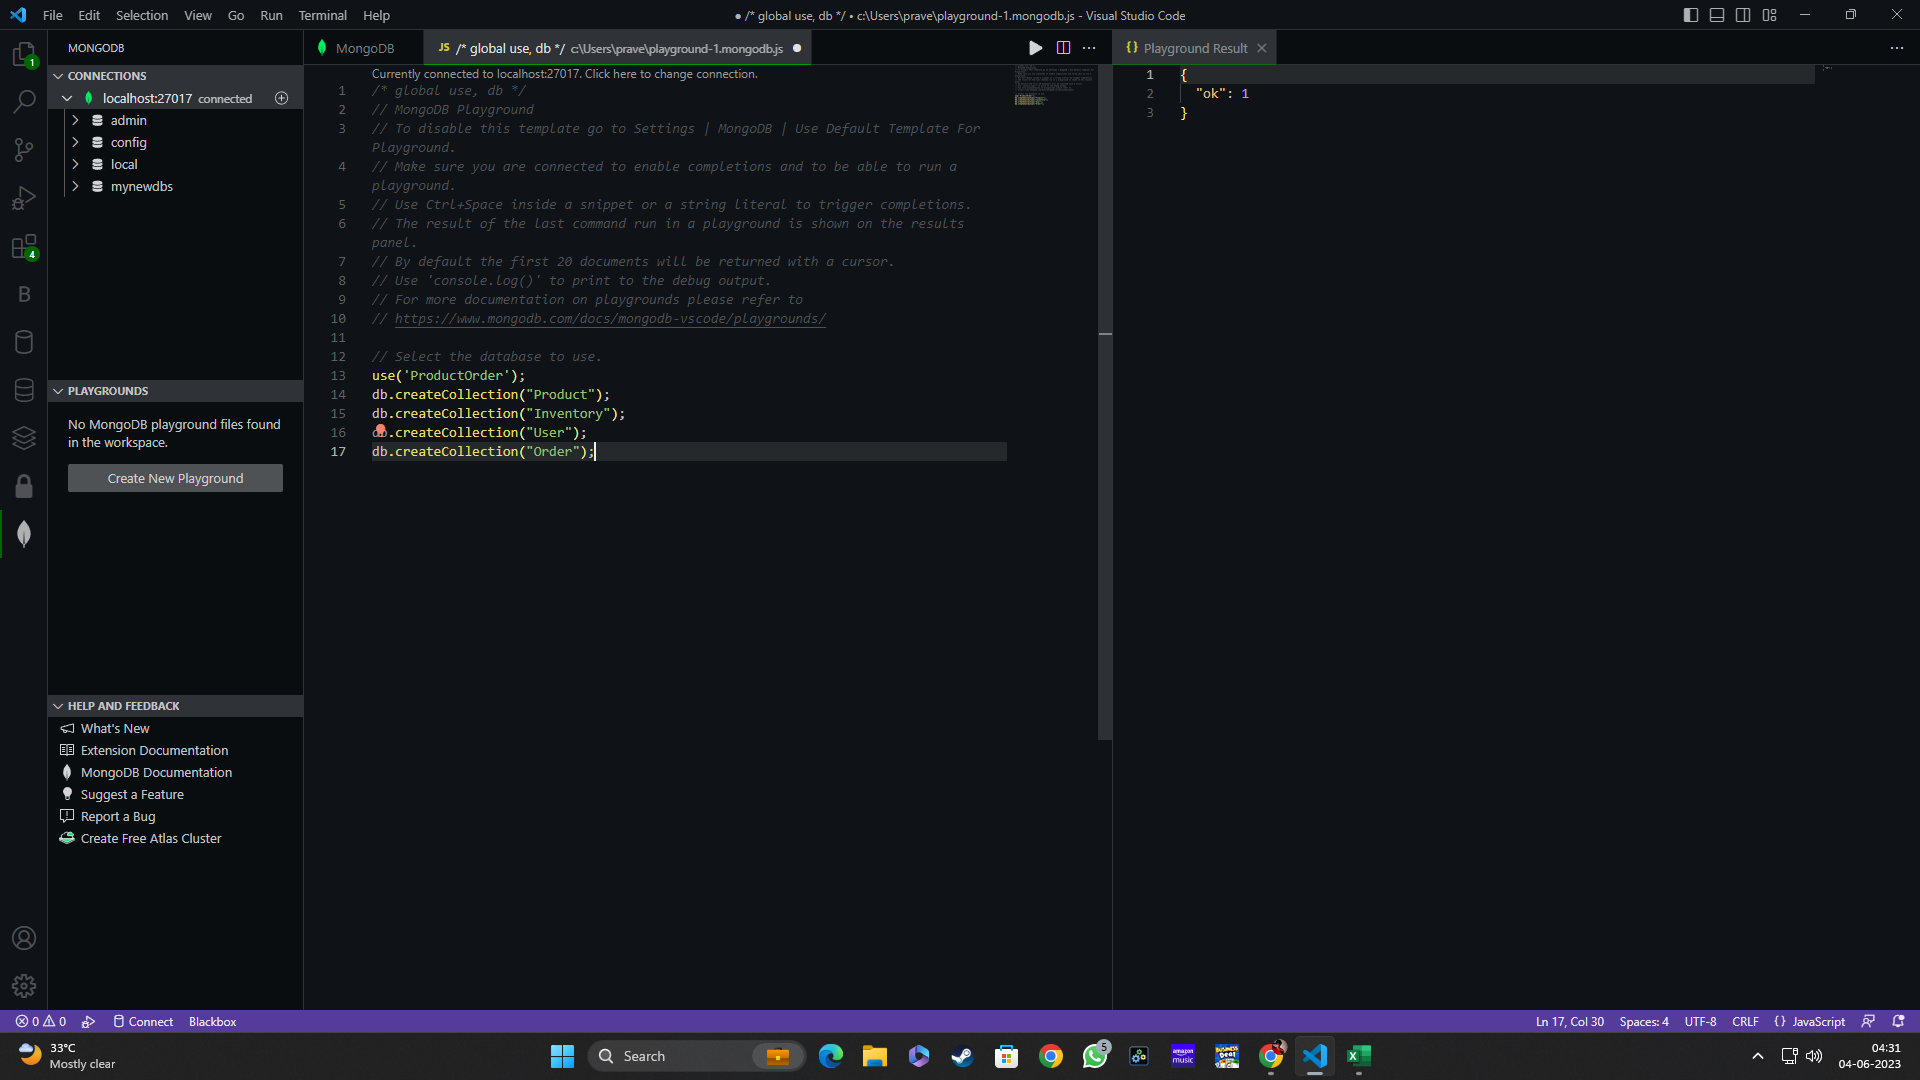 File Edit Selection View Go Run Terminal Help
● /* global use, db */ • c:\Users\prave\playground-1.mongodb.js - Visual Studio Code
MONGODB
CONNECTIONS
localhost:27017 connected
admin
config
local
mynewdbs
PLAYGROUNDS
No MongoDB playground files found
in the workspace.
Create New Playground
HELP AND FEEDBACK
What's New
Extension Documentation
MongoDB Documentation
Suggest a Feature
Report a Bug
Create Free Atlas Cluster
1
4
B
MongoDB
JS /* global use, db */ c:\Users\prave\playground-1.mongodb.js
Currently connected to localhost:27017. Click here to change connection.
1 /* global use, db */
2 // MongoDB Playground
3 // To disable this template go to Settings | MongoDB | Use Default Template For
Playground.
4 // Make sure you are connected to enable completions and to be able to run a
playground.
5 // Use Ctrl+Space inside a snippet or a string literal to trigger completions.
6 // The result of the last command run in a playground is shown on the results
panel.
7 // By default the first 20 documents will be returned with a cursor.
8 // Use 'console.log()' to print to the debug output.
9 // For more documentation on playgrounds please refer to
10 // https://www.mongodb.com/docs/mongodb-vscode/playgrounds/
11
12 // Select the database to use.
13 use('ProductOrder');
14 db.createCollection("Product");
15 db.createCollection("Inventory");
16 db.createCollection("User");
17 db.createCollection("Order");
{} Playground Result
1 {
2 "ok": 1
3 }
0 0 Connect Blackbox
Ln 17, Col 30 Spaces: 4 UTF-8 CRLF {} JavaScript
33°C
Mostly clear
Search
5
amazon
music
04:31
04-06-2023